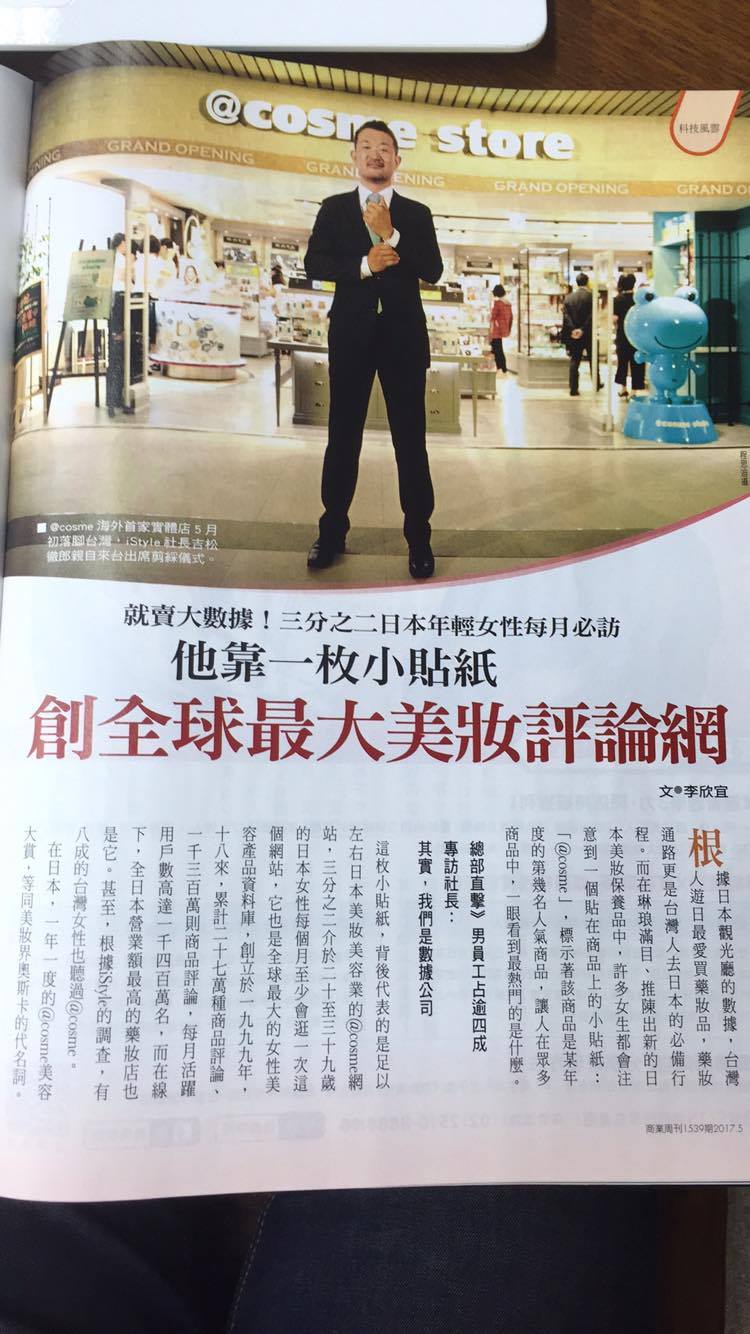 @cosme store
科技風雲
GRAND OPENING
GRAND OPENING
GRAND OPENING
@cosme store
@cosme store
程思迪攝
■ @cosme 海外首家實體店 5 月
初落腳台灣，iStyle 社長吉松
徹郎親自來台出席剪綵儀式。
就賣大數據！三分之二日本年輕女性每月必訪
他靠一枚小貼紙
創全球最大美妝評論網
文●李欣宜
根據日本觀光廳的數據，台灣
人遊日最愛買藥妝品，藥妝
通路更是台灣人去日本的必備行
程。而在琳琅滿目、推陳出新的日
本美妝保養品中，許多女生都會注
意到一個貼在商品上的小貼紙：
「@cosme」，標示著該商品是某年
度的第幾名人氣商品，讓人在眾多
商品中，一眼看到最熱門的是什麼。
總部直擊》男員工占逾四成
專訪社長：
其實，我們是數據公司
這枚小貼紙，背後代表的是足以
左右日本美妝美容業的@cosme網
站，三分之二介於二十至三十九歲
的日本女性每個月至少會逛一次這
個網站，它也是全球最大的女性美
容產品資料庫，創立於一九九九年，
十八來，累計二十七萬種商品評論、
一千三百萬則商品評論，每月活躍
用戶數高達一千四百萬名，而在線
下，全日本營業額最高的藥妝店也
是它。甚至，根據iStyle的調查，有
八成的台灣女性也聽過@cosme。
在日本，一年一度的@cosme美容
大賞，等同美妝界奧斯卡的代名詞。
商業周刊1539期2017.5